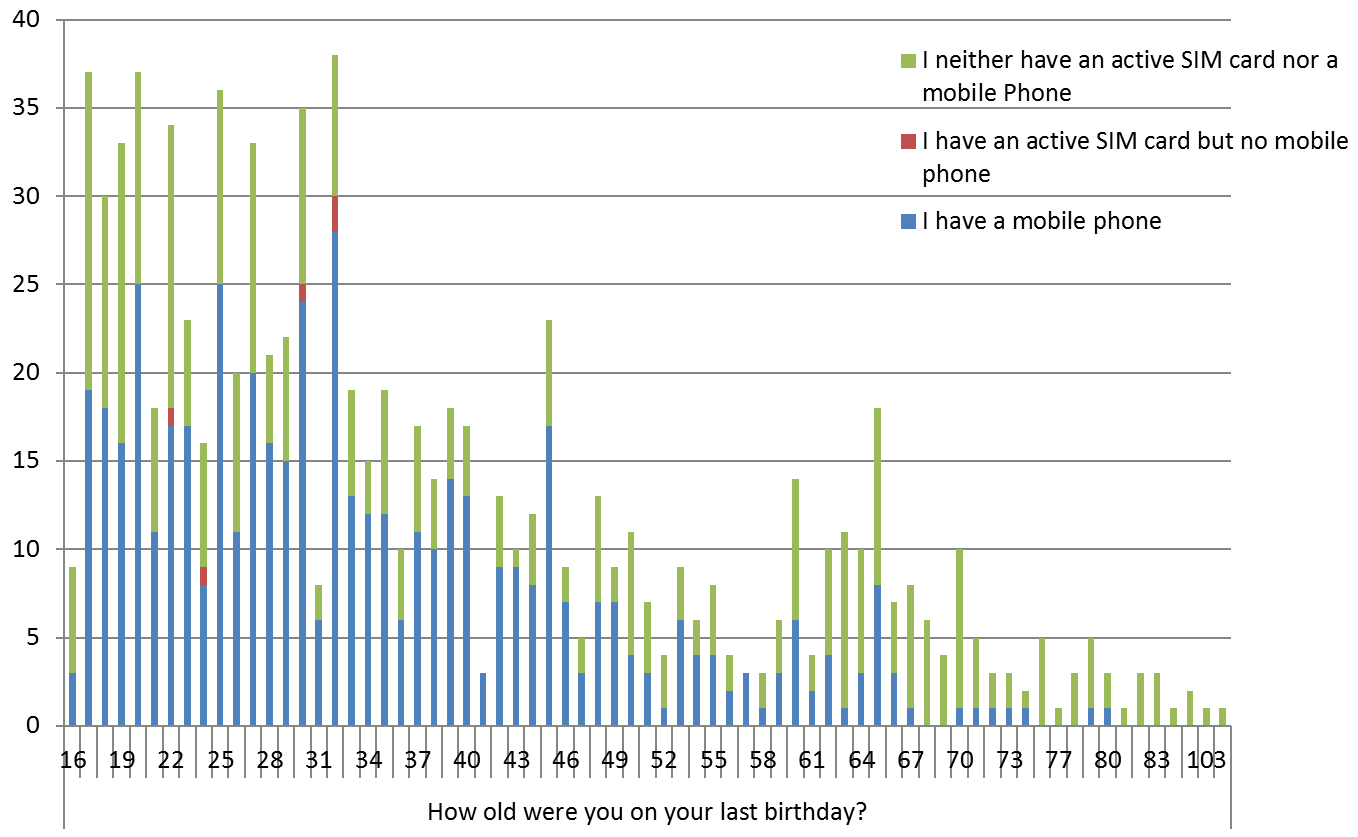 40
35
30
25
20
15
10
5
0
I neither have an active SIM card nor a
mobile Phone
I have an active SIM card but no mobile
phone
I have a mobile phone
16 19 22 25 28 31 34 37 40 43 46 49 52 55 58 61 64 67 70 73 77 80 83 103
How old were you on your last birthday?